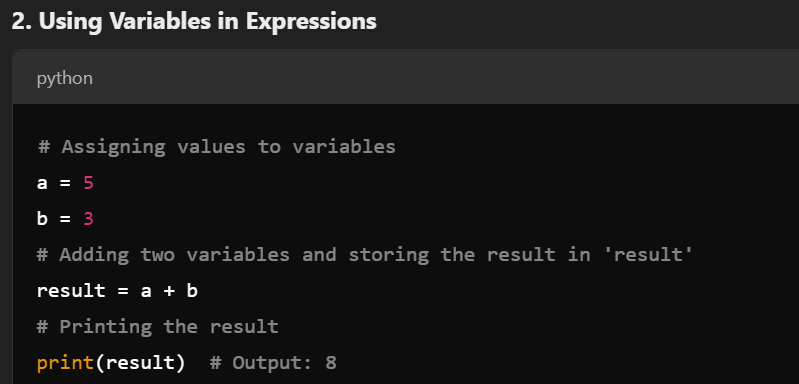 2. Using Variables in Expressions
python
# Assigning values to variables
a = 5
b = 3
# Adding two variables and storing the result in 'result'
result = a + b
# Printing the result
print(result)  # Output: 8